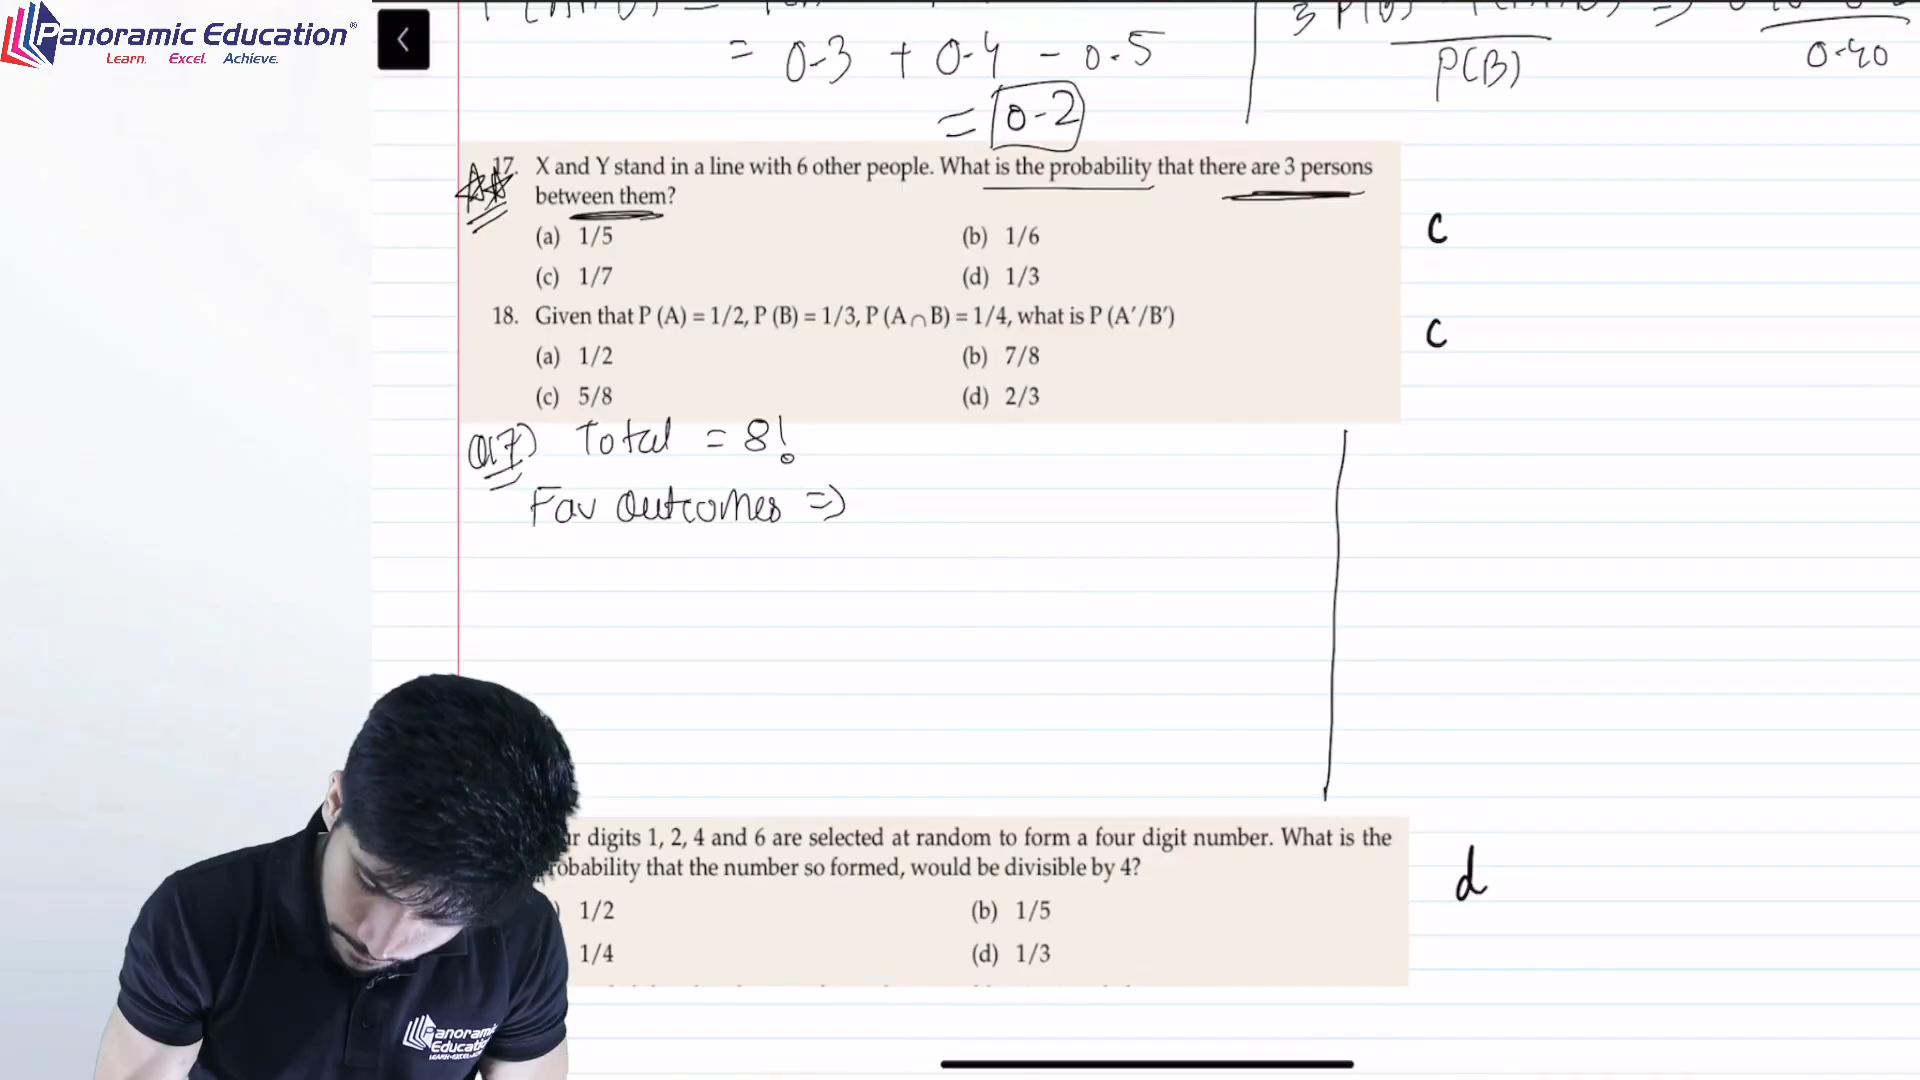 Panoramic Education®
Learn. Excel. Achieve.
= 0.3 + 0.4 - 0.5
= 0.2
P(B)
0.40
17. X and Y stand in a line with 6 other people. What is the probability that there are 3 persons
between them?
(a) 1/5 (b) 1/6
(c) 1/7 (d) 1/3
C
18. Given that P (A) = 1/2, P (B) = 1/3, P (A∩B) = 1/4, what is P (A′/B′)
(a) 1/2 (b) 7/8
(c) 5/8 (d) 2/3
C
Q17) Total = 8!
Fav outcomes =>
digits 1, 2, 4 and 6 are selected at random to form a four digit number. What is the
that the number so formed, would be divisible by 4?
1/2 (b) 1/5
1/4 (d) 1/3
d
Panoramic
Education
LEARN•EXCEL•